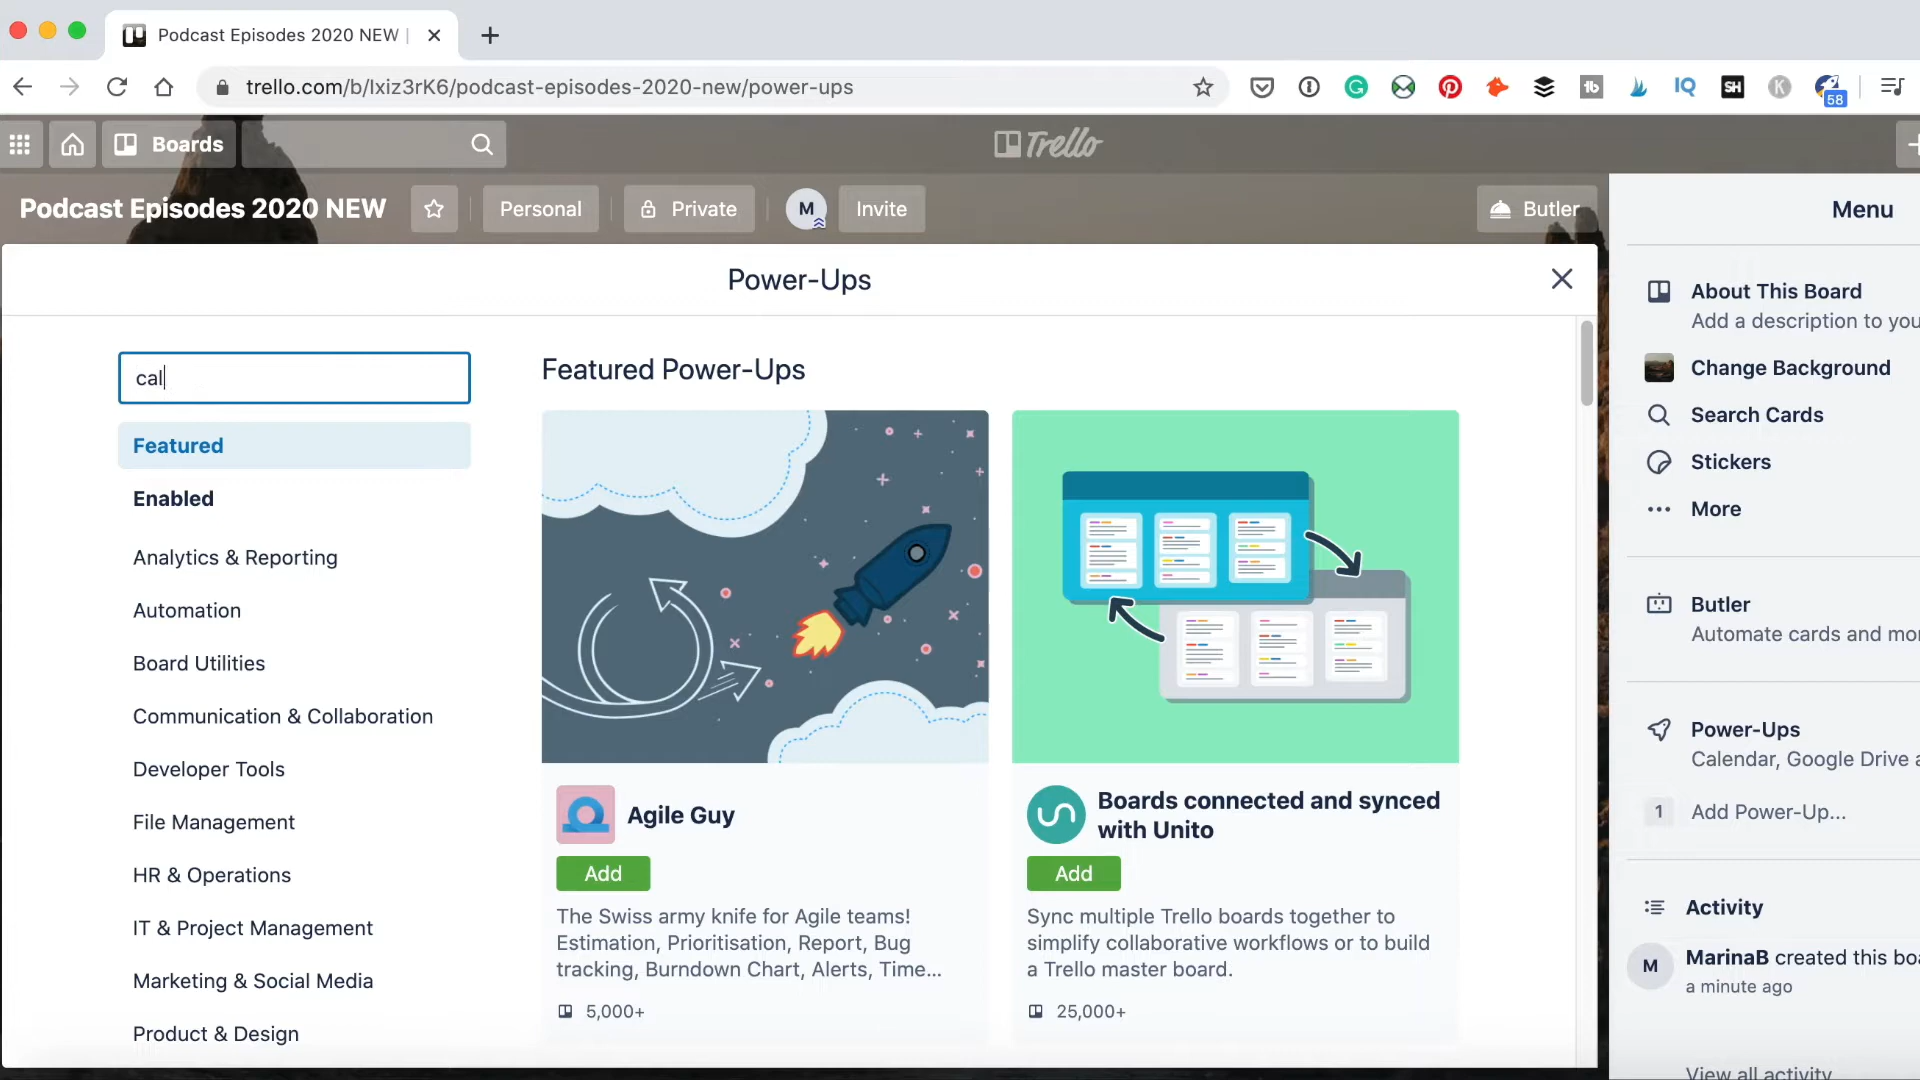 Podcast Episodes 2020 NEW |
trello.com/b/Ixiz3rK6/podcast-episodes-2020-new/power-ups
58
Boards
Trello
Podcast Episodes 2020 NEW
Personal
Private
M
Invite
Butler
Menu
Power-Ups
cal
Featured
Enabled
Analytics & Reporting
Automation
Board Utilities
Communication & Collaboration
Developer Tools
File Management
HR & Operations
IT & Project Management
Marketing & Social Media
Product & Design
Featured Power-Ups
Agile Guy
Add
The Swiss army knife for Agile teams!
Estimation, Prioritisation, Report, Bug
tracking, Burndown Chart, Alerts, Time...
5,000+
Boards connected and synced
with Unito
Add
Sync multiple Trello boards together to
simplify collaborative workflows or to build
a Trello master board.
25,000+
About This Board
Add a description to you
Change Background
Search Cards
Stickers
More
Butler
Automate cards and mor
Power-Ups
Calendar, Google Drive a
1 Add Power-Up...
Activity
M
MarinaB created this boa
a minute ago
View all activity
IQ
SH
K
tb
G